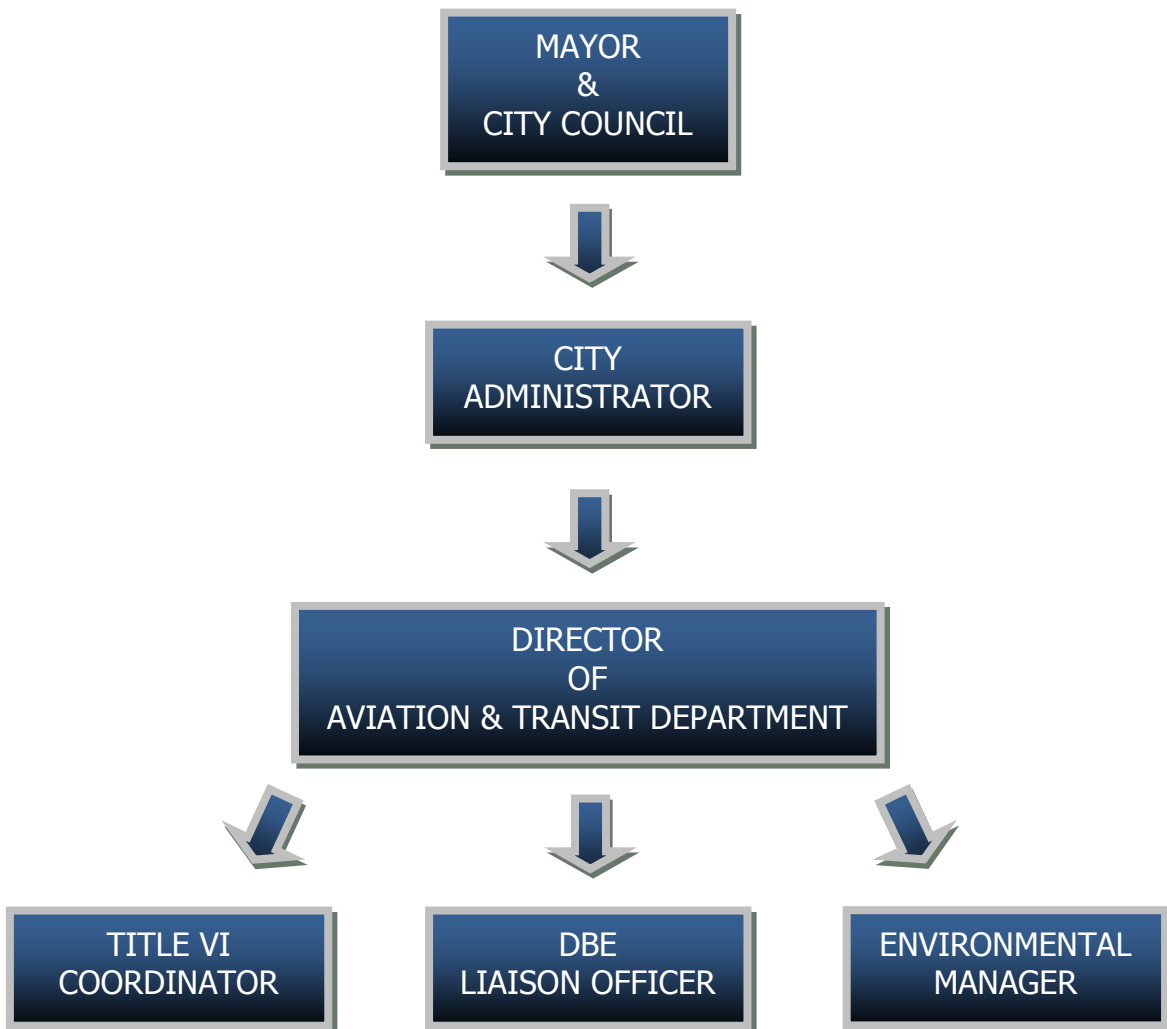 MAYOR
&
CITY COUNCIL
CITY
ADMINISTRATOR
DIRECTOR
OF
AVIATION & TRANSIT DEPARTMENT
TITLE VI
COORDINATOR
DBE
LIAISON OFFICER
ENVIRONMENTAL
MANAGER